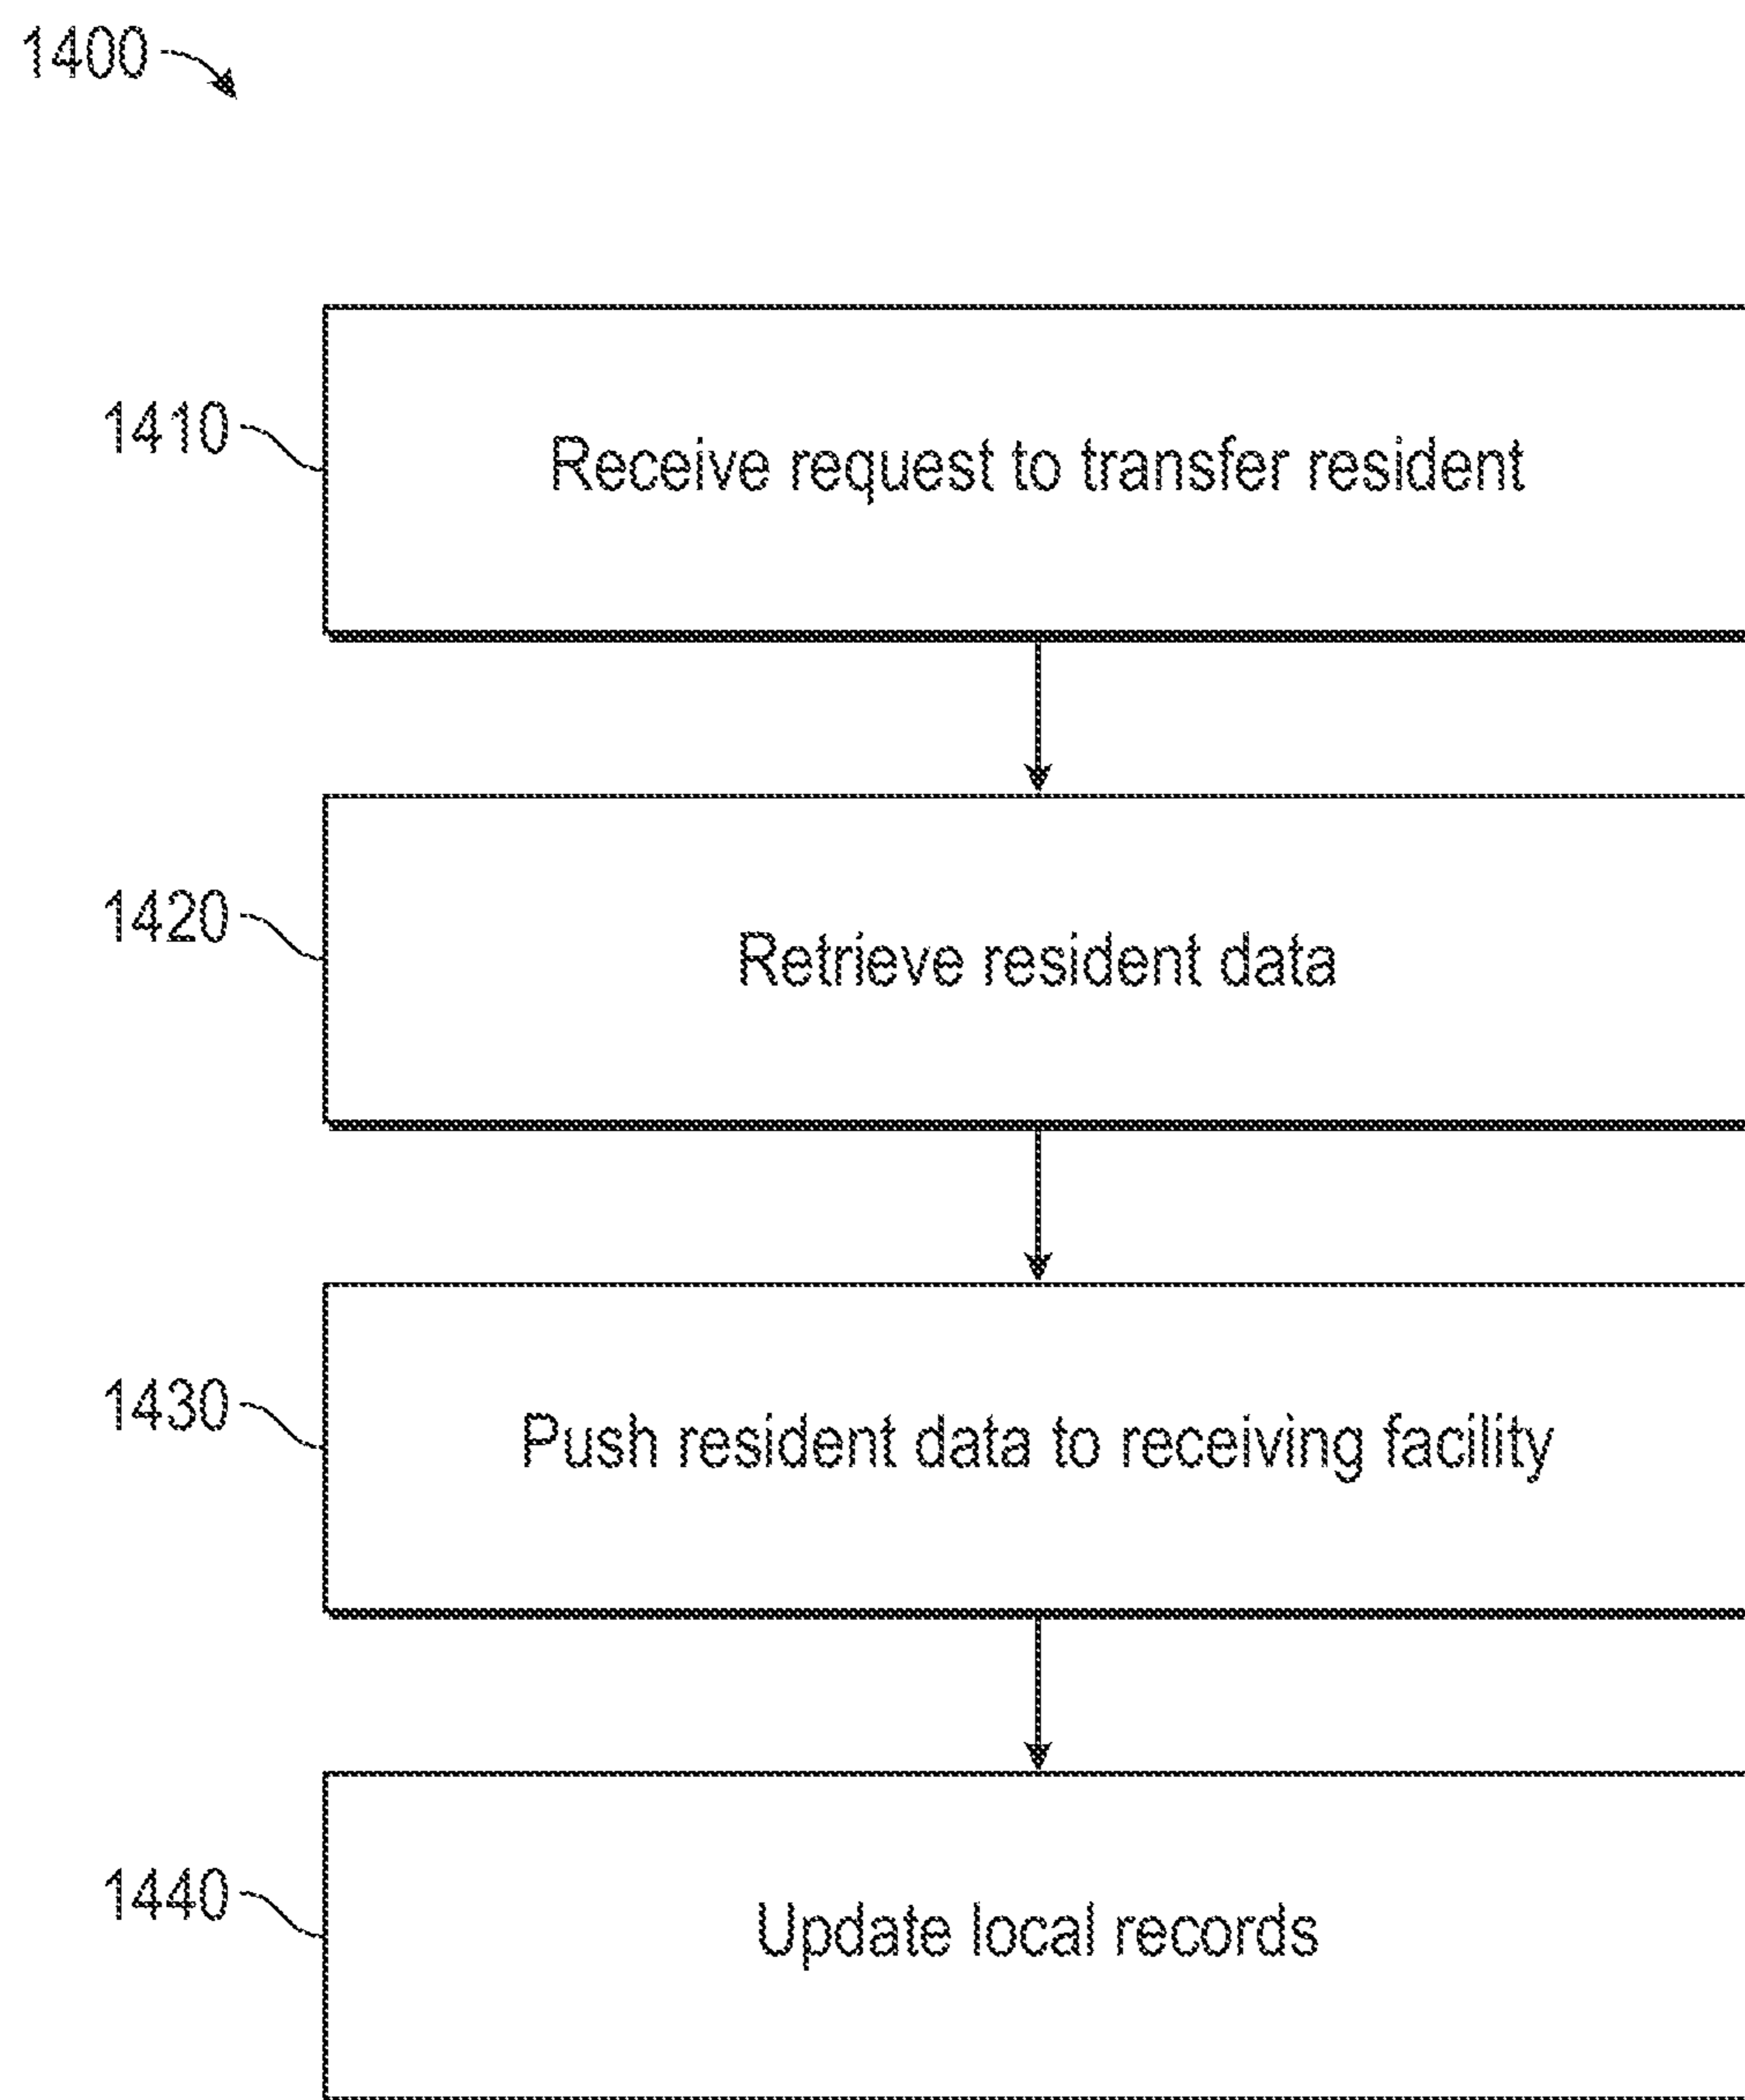 1400
1410
Receive request to transfer resident
1420
Retrieve resident data
1430
Push resident data to receiving facility
1440
Update local records